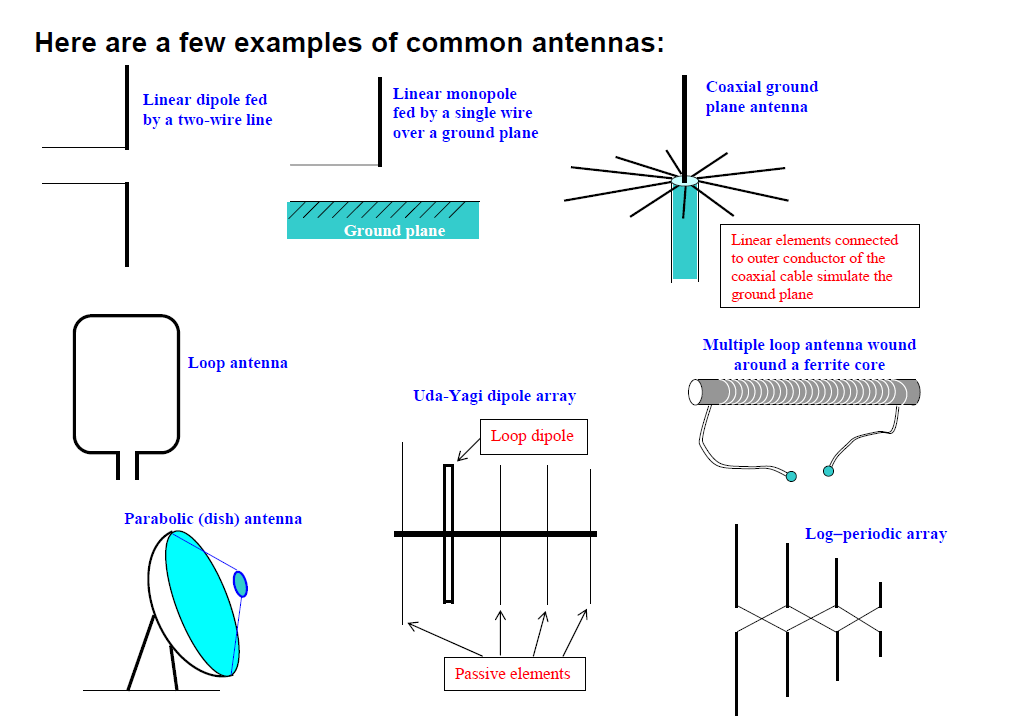 Here are a few examples of common antennas:
Linear dipole fed
by a two-wire line
Linear monopole
fed by a single wire
over a ground plane
Ground plane
Coaxial ground
plane antenna
Linear elements connected
to outer conductor of the
coaxial cable simulate the
ground plane
Loop antenna
Uda-Yagi dipole array
Loop dipole
Passive elements
Multiple loop antenna wound
around a ferrite core
Parabolic (dish) antenna
Log–periodic array